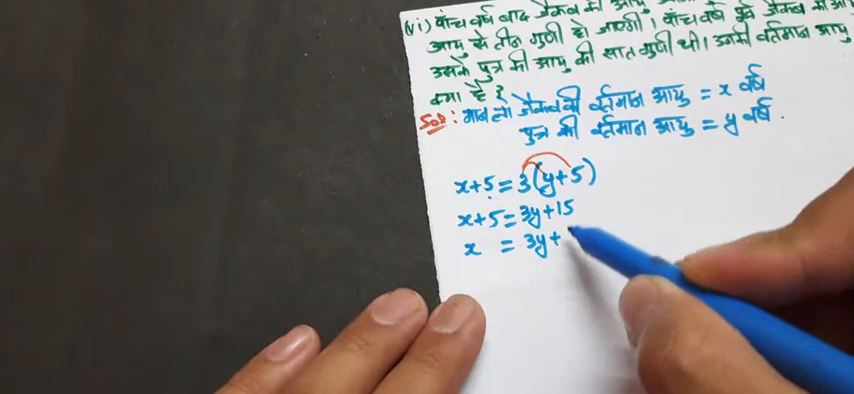 (vi) पांच वर्ष बाद जैकब की आयु
आयु से तीन गुणी हो जाएगी। पांच वर्ष पूर्व जैकब की आयु
उसके पुत्र की आयु की सात गुणी थी। उनकी वर्तमान आयु
क्या है?
Sol: मान लो जैकब की वर्तमान आयु = x वर्ष
पुत्र की वर्तमान आयु = y वर्ष.
x+5 = 3(y+5)
x+5 = 3y+15
x = 3y+